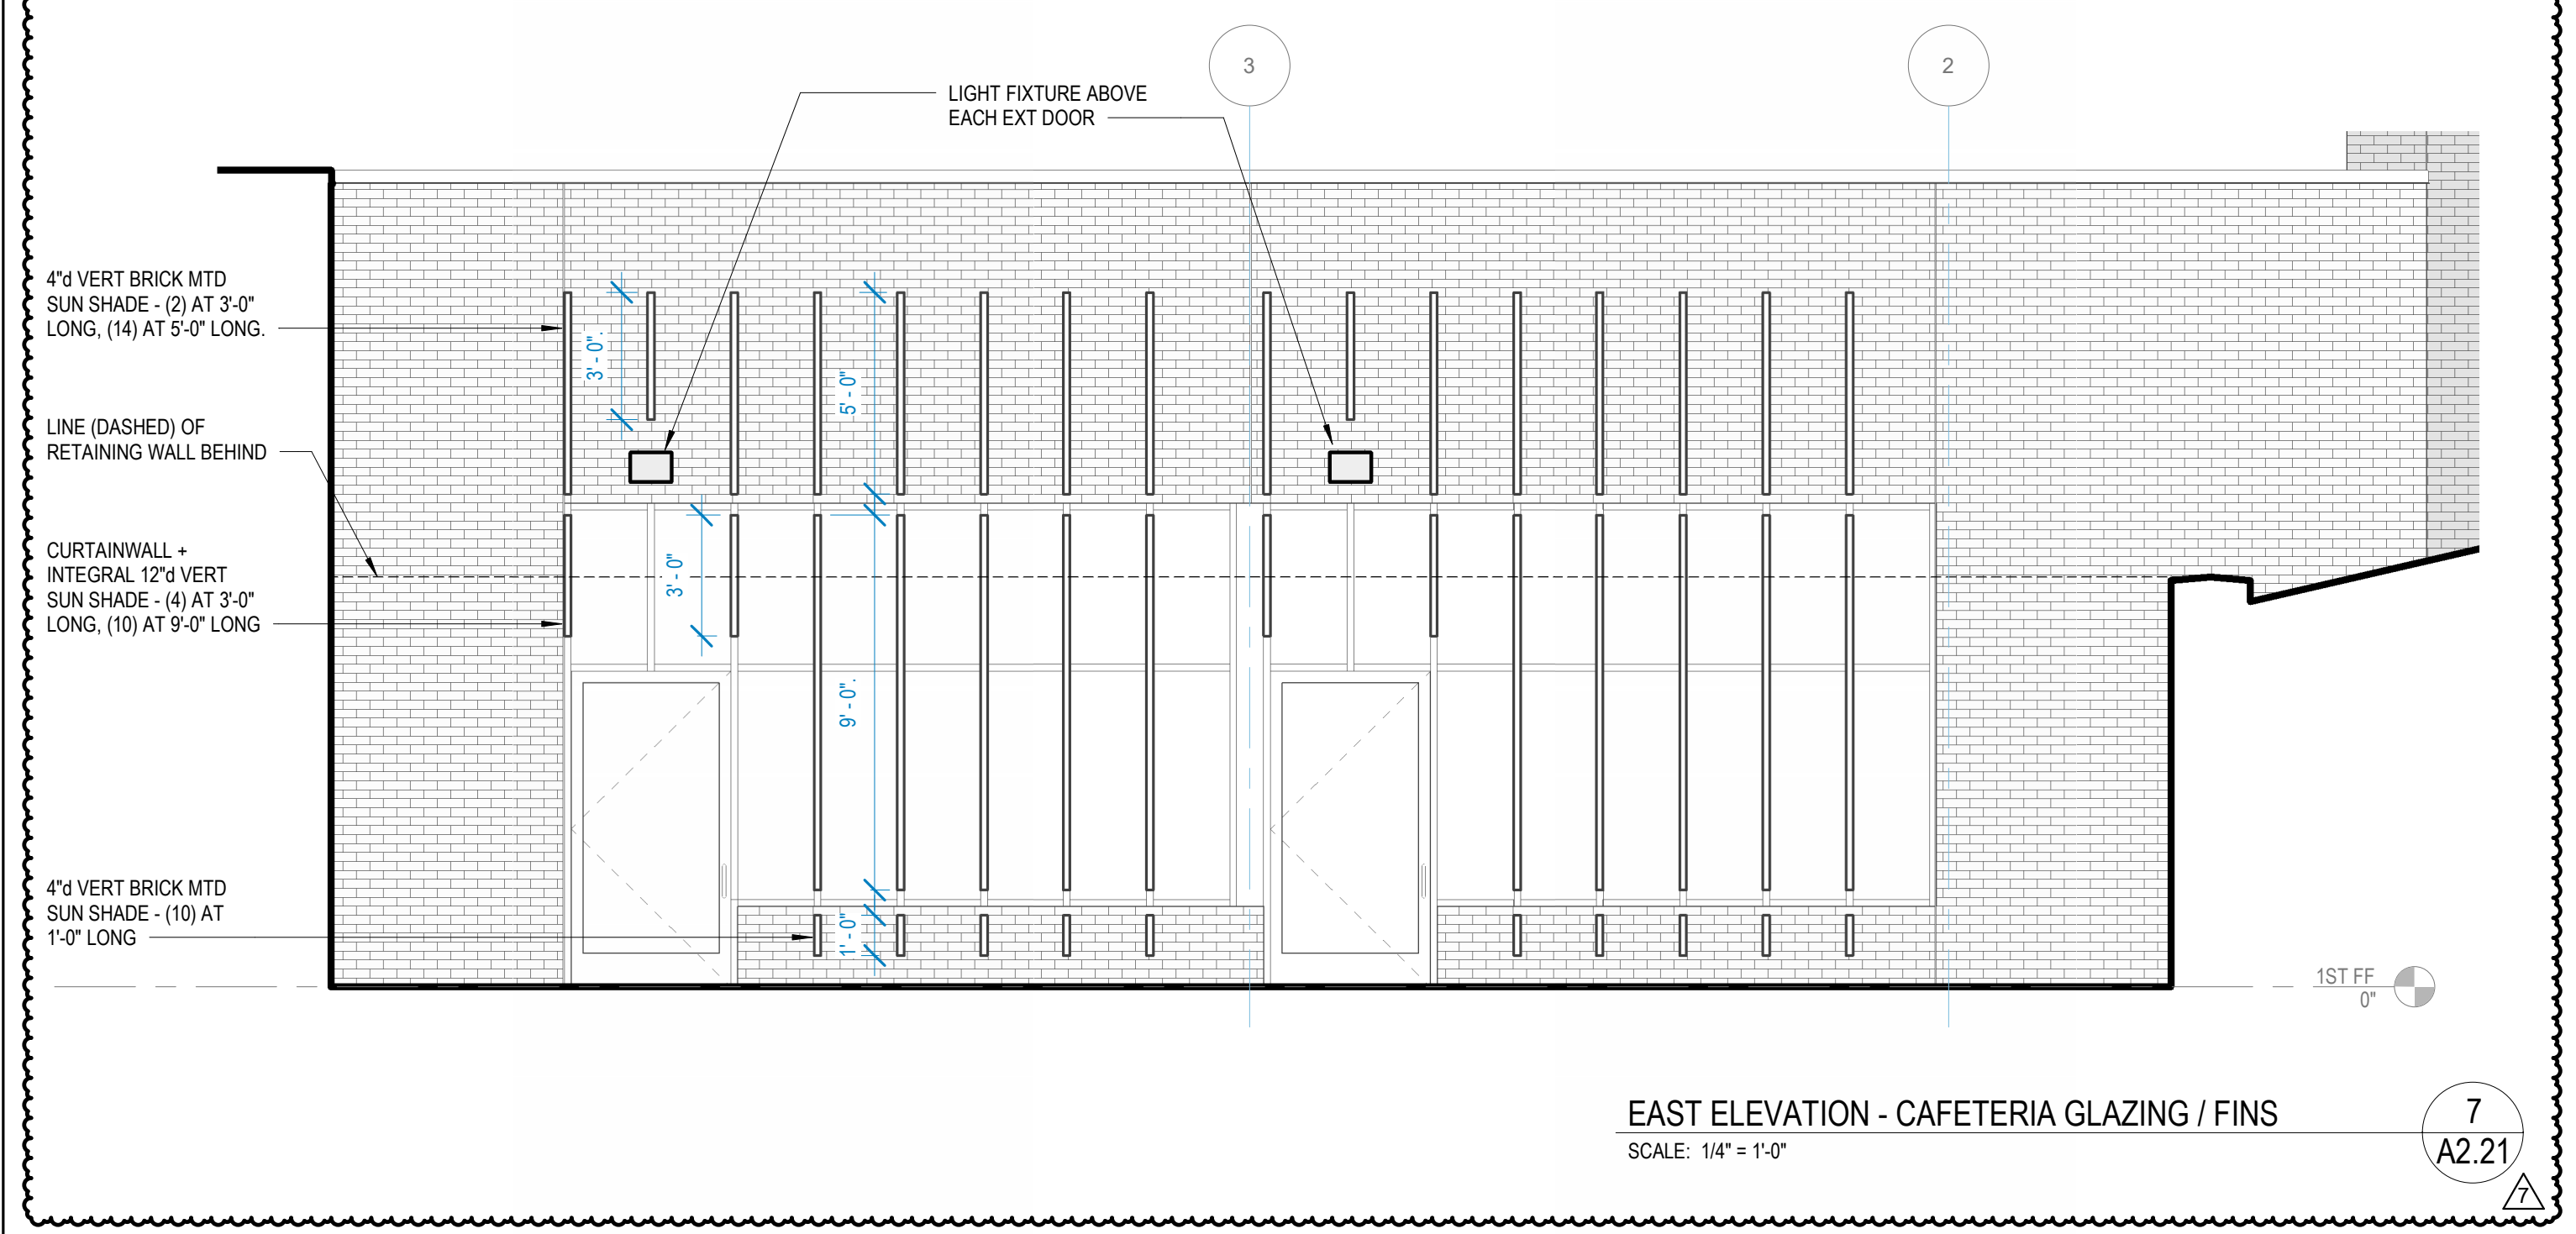 3
2
LIGHT FIXTURE ABOVE
EACH EXT DOOR
4"d VERT BRICK MTD
SUN SHADE - (2) AT 3'-0"
LONG, (14) AT 5'-0" LONG.
3' - 0".
5' - 0"
LINE (DASHED) OF
RETAINING WALL BEHIND
CURTAINWALL +
INTEGRAL 12"d VERT
SUN SHADE - (4) AT 3'-0"
LONG, (10) AT 9'-0" LONG
3' - 0"
9' - 0".
4"d VERT BRICK MTD
SUN SHADE - (10) AT
1'-0" LONG
1' - 0"
1ST FF
0"
EAST ELEVATION - CAFETERIA GLAZING / FINS
SCALE: 1/4" = 1'-0"
7
A2.21
7